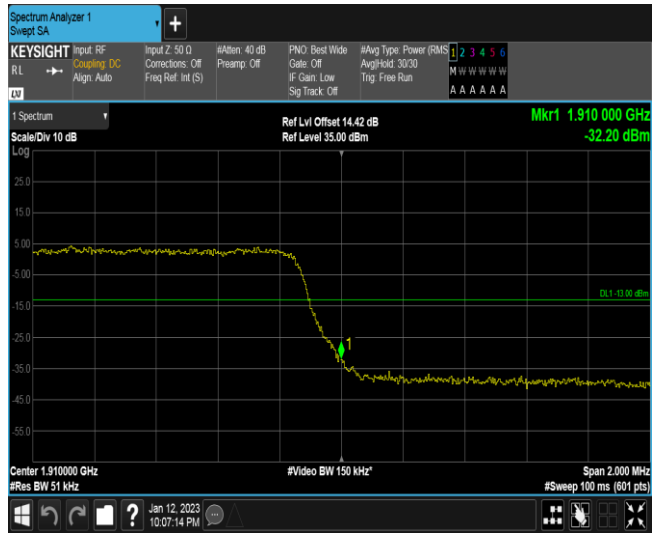 Spectrum Analyzer 1
Swept SA
+
KEYSIGHT Input: RF Input Z: 50 Ω #Atten: 40 dB PNO: Best Wide #Avg Type: Power (RMS 1 2 3 4 5 6
RL Coupling: DC Corrections: Off Preamp: Off Gate: Off Avg|Hold: 30/30 M W W W W W
Align: Auto Freq Ref: Int (S) IF Gain: Low Trig: Free Run
LXI Sig Track: Off A A A A A A
1 Spectrum Ref Lvl Offset 14.42 dB Mkr1 1.910 000 GHz
Scale/Div 10 dB Ref Level 35.00 dBm -32.20 dBm
Log
25.0
15.0
5.00
-5.00
DL1 -13.00 dBm
-15.0
-25.0
1
-35.0
-45.0
-55.0
Center 1.910000 GHz #Video BW 150 kHz* Span 2.000 MHz
#Res BW 51 kHz #Sweep 100 ms (601 pts)
? Jan 12, 2023
10:07:14 PM